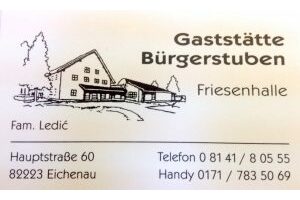 Gaststätte
Bürgerstuben
Friesenhalle
Fam. Ledić
Hauptstraße 60
Telefon 0 81 41 / 8 05 55
82223 Eichenau
Handy 0171 / 783 50 69